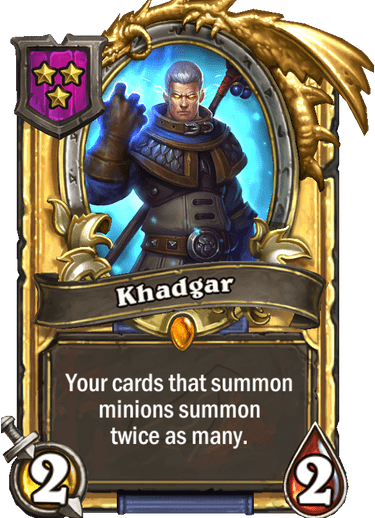 Khadgar
Your cards that summon
minions summon
twice as many.
2
2